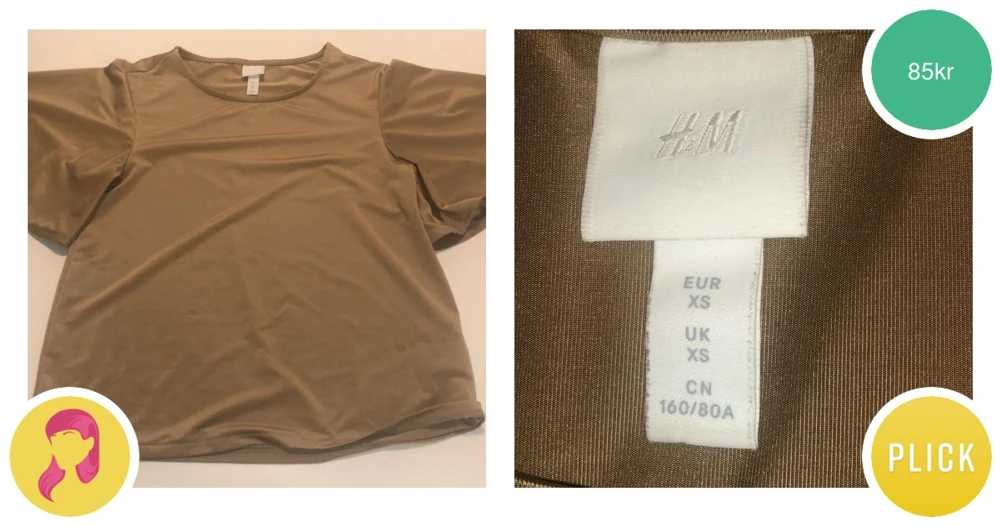 85kr
H&M
EUR
XS
UK
XS
CN
160/80A
PLICK